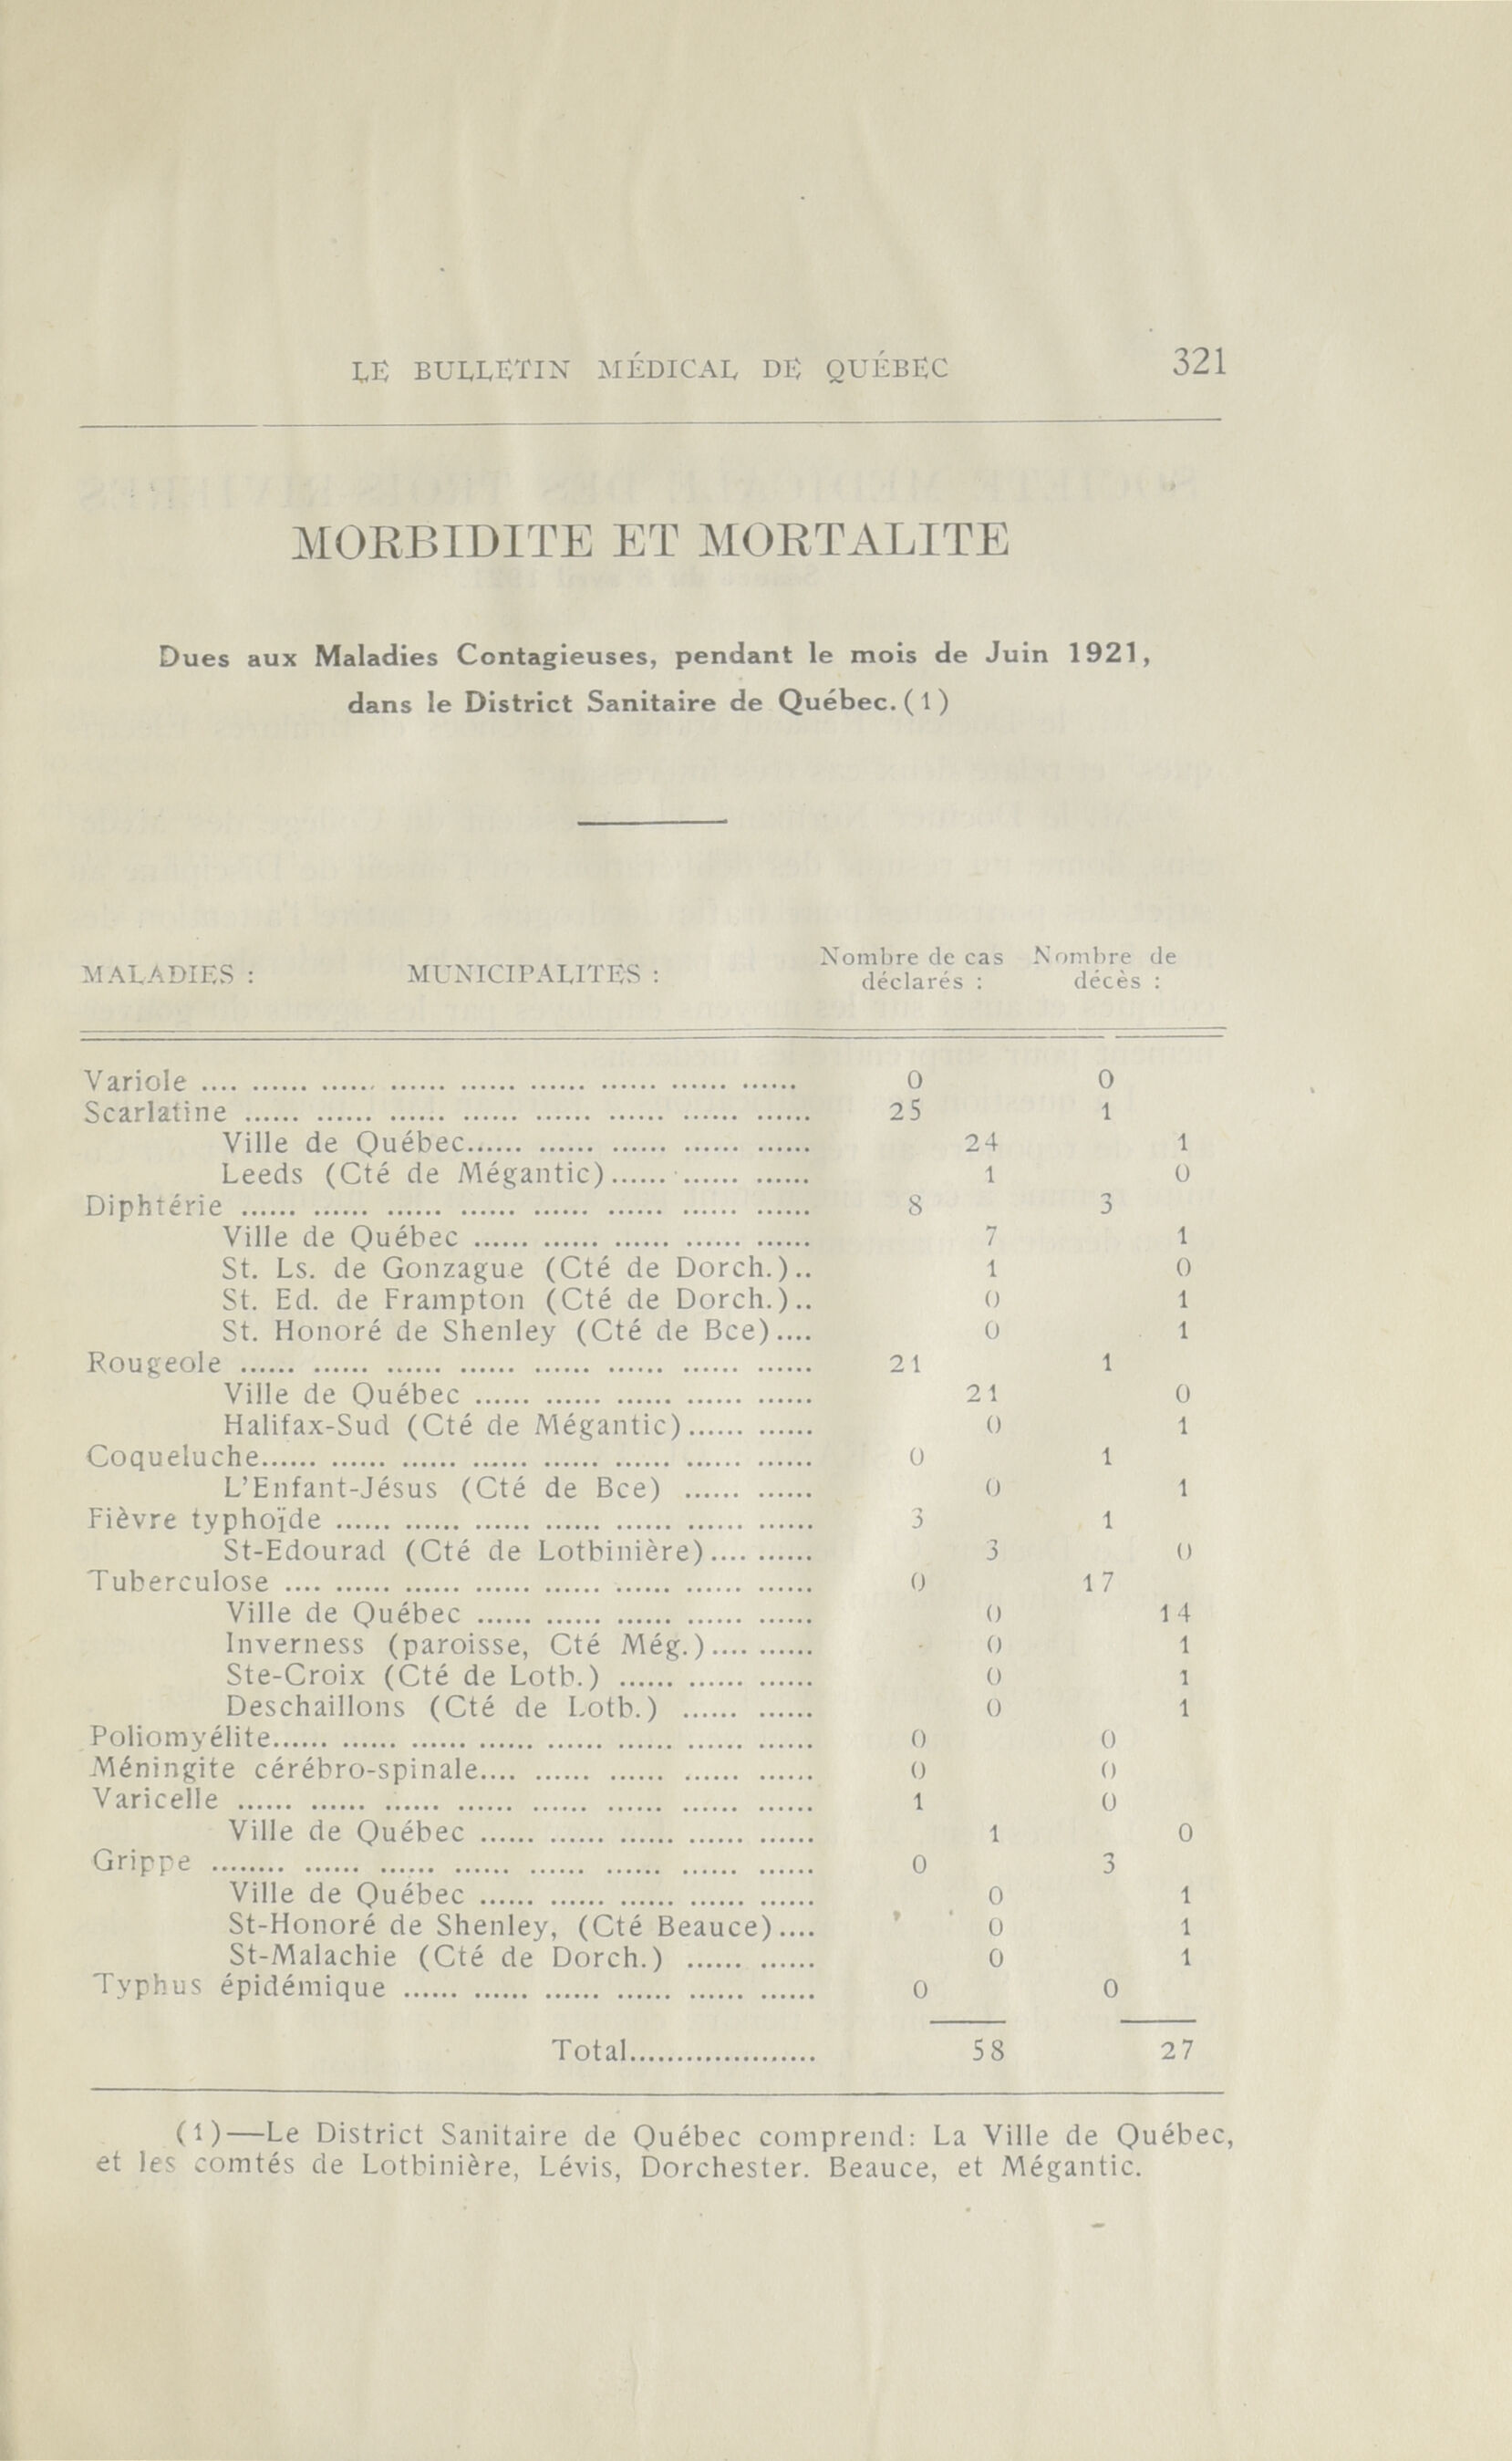 LE BULLETIN MÉDICAL DE QUÉBEC 321
MORBIDITE ET MORTALITE
Dues aux Maladies Contagieuses, pendant le mois de Juin 1921,
dans le District Sanitaire de Québec.(1)
MALADIES : MUNICIPALITES : Nombre de cas déclarés : Nombre de décès :
Variole .... ...... ...... ...... ...... ...... ...... ...... ...... 0 0
Scarlatine ...... ...... ...... ...... ...... ...... ...... ...... 25 1
Ville de Québec...... ...... ...... ...... ...... 24 1
Leeds (Cté de Mégantic)...... ...... ...... 1 0
Diphtérie ...... ...... ...... ...... ...... ...... ...... ...... 8 3
Ville de Québec ...... ...... ...... ...... ...... 7 1
St. Ls. de Gonzague (Cté de Dorch.).. 1 0
St. Ed. de Frampton (Cté de Dorch.).. 0 1
St. Honoré de Shenley (Cté de Bce).... 0 1
Rougeole ...... ...... ...... ...... ...... ...... ...... ...... 21 1
Ville de Québec ...... ...... ...... ...... ...... 21 0
Halifax-Sud (Cté de Mégantic)...... ...... 0 1
Coqueluche...... ...... ...... ...... ...... ...... ...... ...... 0 1
L'Enfant-Jésus (Cté de Bce) ...... ...... 0 1
Fièvre typhoïde ...... ...... ...... ...... ...... ...... ...... 3 1
St-Edourad (Cté de Lotbinière).... ...... 3 0
Tuberculose .... ...... ...... ...... ...... ...... ...... ...... 0 17
Ville de Québec ...... ...... ...... ...... ...... 0 14
Inverness (paroisse, Cté Még.).... ...... 0 1
Ste-Croix (Cté de Lotb.) ...... ...... ...... 0 1
Deschaillons (Cté de Lotb.) ...... ...... 0 1
Poliomyélite...... ...... ...... ...... ...... ...... ...... ...... 0 0
Méningite cérébro-spinale.... ...... ...... ...... ...... 0 0
Varicelle ...... ...... ...... ...... ...... ...... ...... ...... 1 0
Ville de Québec ...... ...... ...... ...... ...... 1 0
Grippe ........ ...... ...... ...... ...... ...... ...... ...... 0 3
Ville de Québec ...... ...... ...... ...... ...... 0 1
St-Honoré de Shenley, (Cté Beauce).... 0 1
St-Malachie (Cté de Dorch.) ...... ...... 0 1
Typhus épidémique ...... ...... ...... ...... ...... ...... 0 0
Total..................... 58 27
(1)—Le District Sanitaire de Québec comprend: La Ville de Québec,
et les comtés de Lotbinière, Lévis, Dorchester. Beauce, et Mégantic.